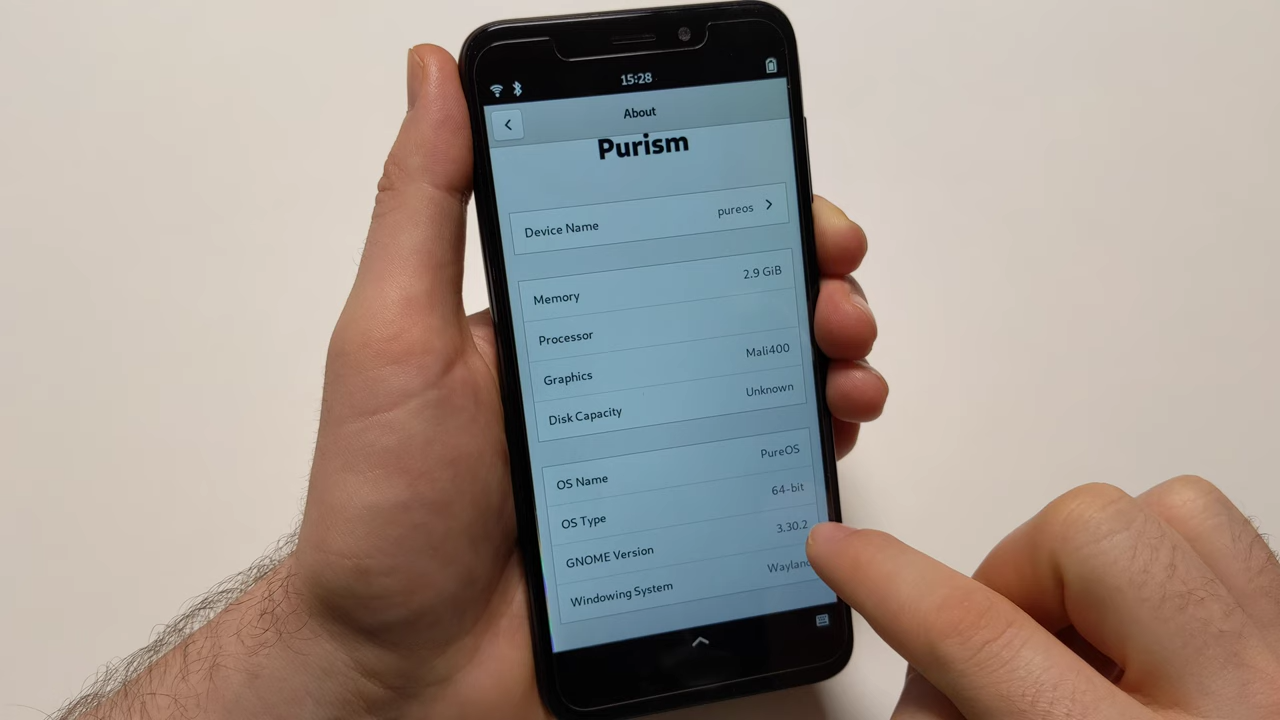 15:28
About
Purism
Device Name pureos
Memory 2.9 GiB
Processor
Graphics Mali400
Disk Capacity Unknown
OS Name PureOS
OS Type 64-bit
GNOME Version 3.30.2
Windowing System Waylan